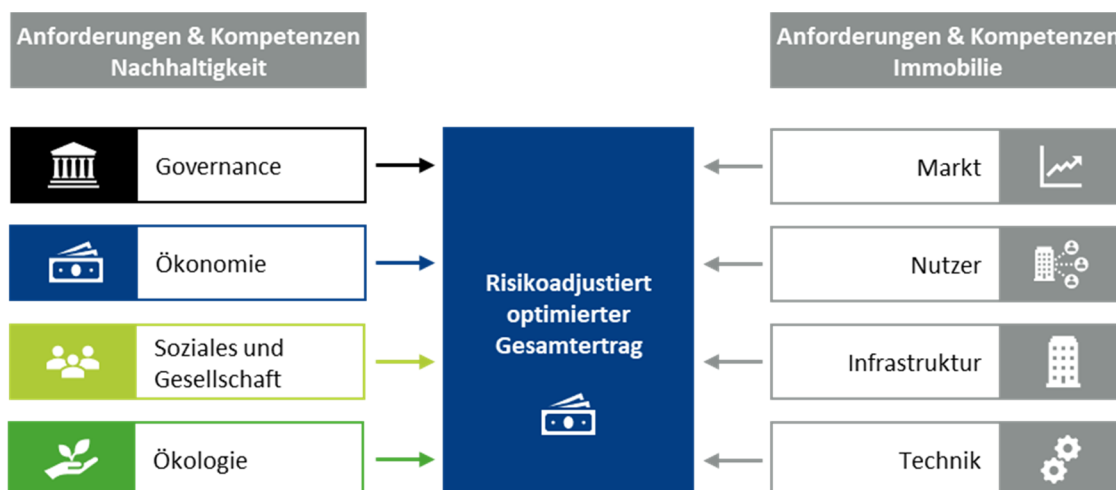 Anforderungen & Kompetenzen
Nachhaltigkeit
Anforderungen & Kompetenzen
Immobilie
Governance
Ökonomie
Soziales und
Gesellschaft
Ökologie
Risikoadjustiert
optimierter
Gesamtertrag
Markt
Nutzer
Infrastruktur
Technik